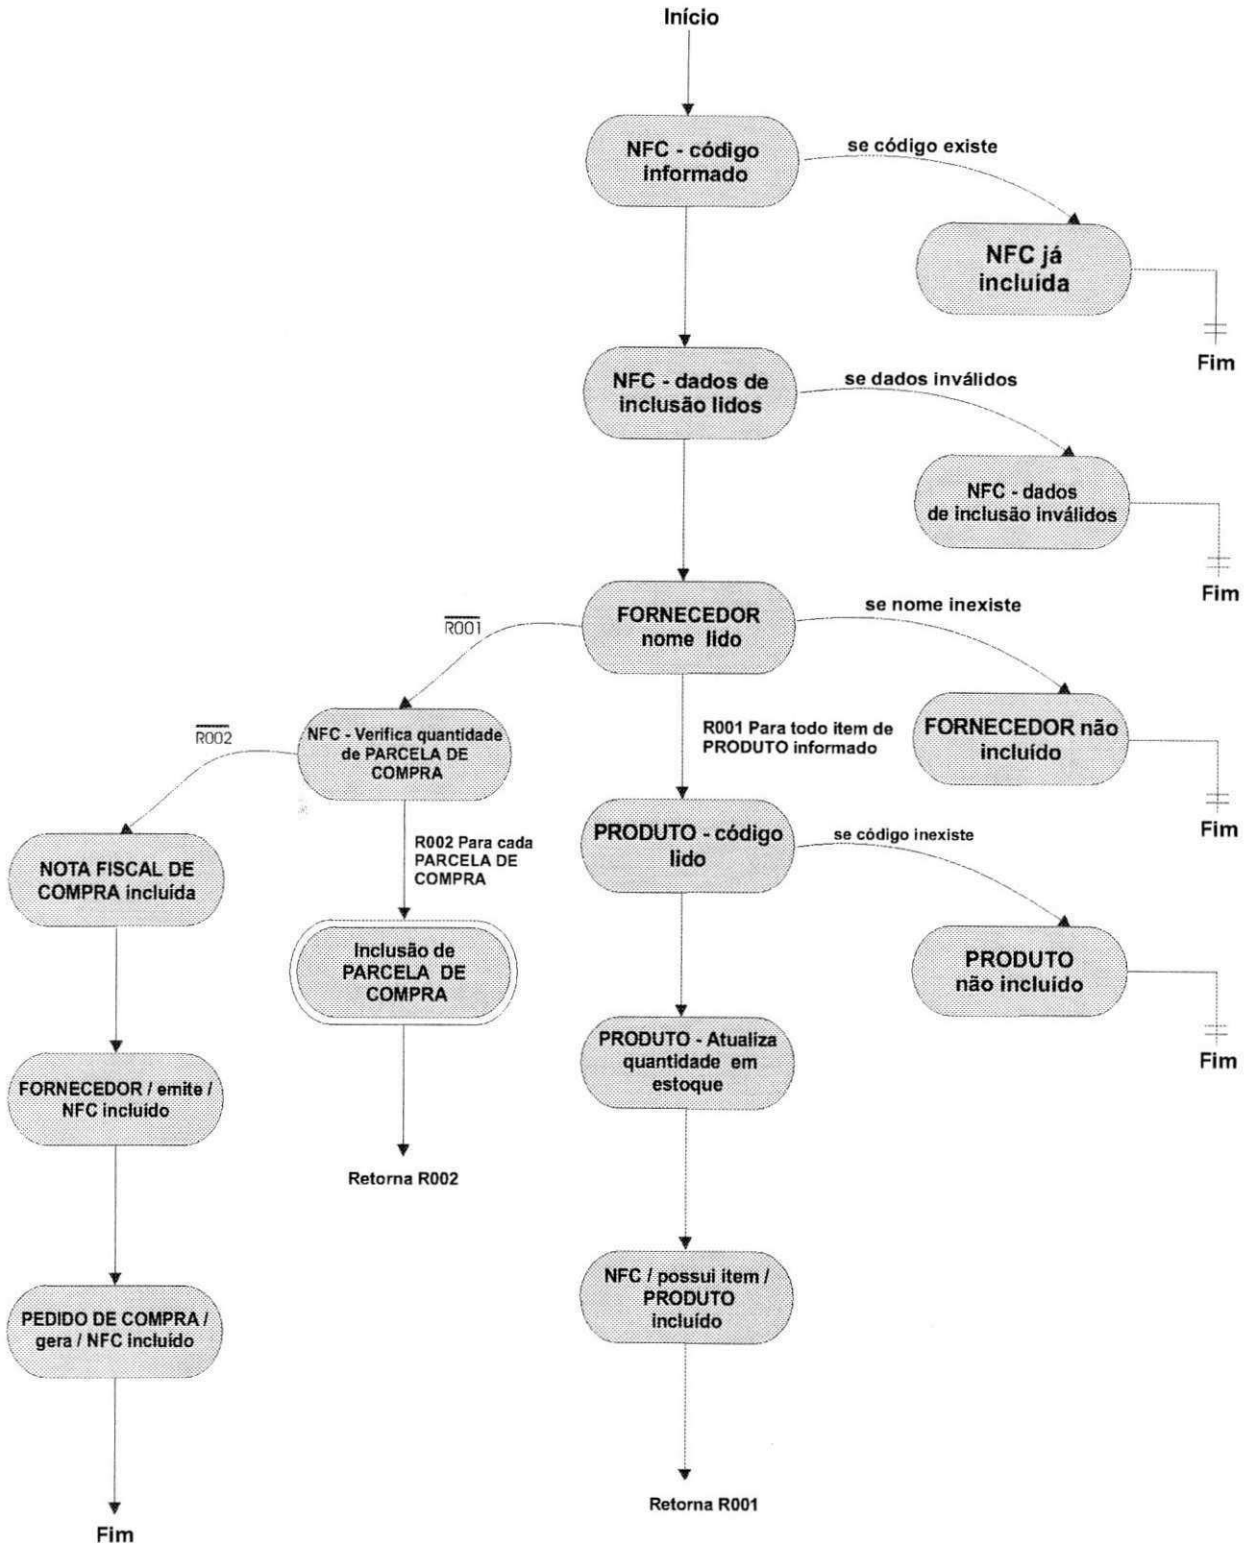 Início
NFC - código
informado
se código existe
NFC já
incluída
Fim
NFC - dados de
inclusão lidos
se dados inválidos
NFC - dados
de inclusão inválidos
Fim
FORNECEDOR
nome lido
se nome inexiste
FORNECEDOR não
incluído
Fim
R001
R001 Para todo item de
PRODUTO informado
NFC - Verifica quantidade
de PARCELA DE
COMPRA
R002
R002 Para cada
PARCELA DE
COMPRA
PRODUTO - código
lido
se código inexiste
PRODUTO
não incluído
Fim
NOTA FISCAL DE
COMPRA incluída
Inclusão de
PARCELA DE
COMPRA
Retorna R002
PRODUTO - Atualiza
quantidade em
estoque
FORNECEDOR / emite /
NFC incluído
NFC / possui item /
PRODUTO
incluído
PEDIDO DE COMPRA /
gera / NFC incluído
Retorna R001
Fim